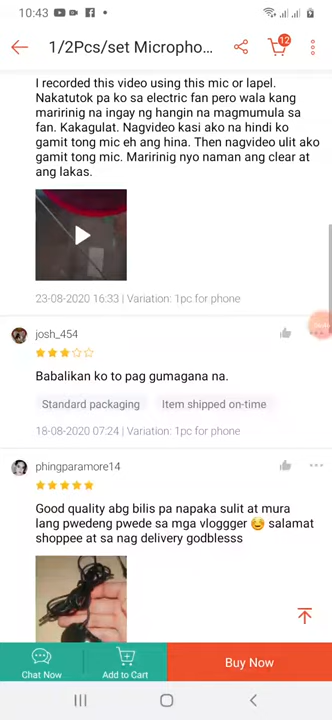 10:43
1/2Pcs/set Micropho...
12
I recorded this video using this mic or lapel.
Nakatutok pa ko sa electric fan pero wala kang
maririnig na ingay ng hangin na magmumula sa
fan. Kakagulat. Nagvideo kasi ako na hindi ko
gamit tong mic eh ang hina. Then nagvideo ulit ako
gamit tong mic. Maririnig nyo naman ang clear at
ang lakas.
23-08-2020 16:33 | Variation: 1pc for phone
josh_454
Babalikan ko to pag gumagana na.
Standard packaging
Item shipped on-time
18-08-2020 07:24 | Variation: 1pc for phone
phingparamore14
Good quality abg bilis pa napaka sulit at mura
lang pwedeng pwede sa mga vloggger ☺️ salamat
shoppee at sa nag delivery godblesss
Chat Now
Add to Cart
Buy Now